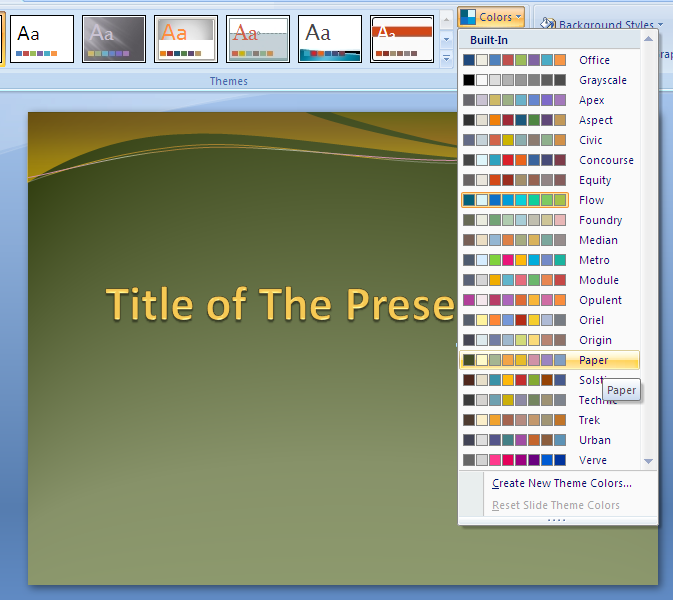 Colors
Background Styles
Aa
Aa
Aa
Aa
Aa
Aa
Themes
Built-In
Office
Grayscale
Apex
Aspect
Civic
Concourse
Equity
Flow
Foundry
Median
Metro
Module
Opulent
Oriel
Origin
Paper
Solsti
Paper
Technic
Trek
Urban
Verve
Create New Theme Colors...
Reset Slide Theme Colors
Title of The Prese